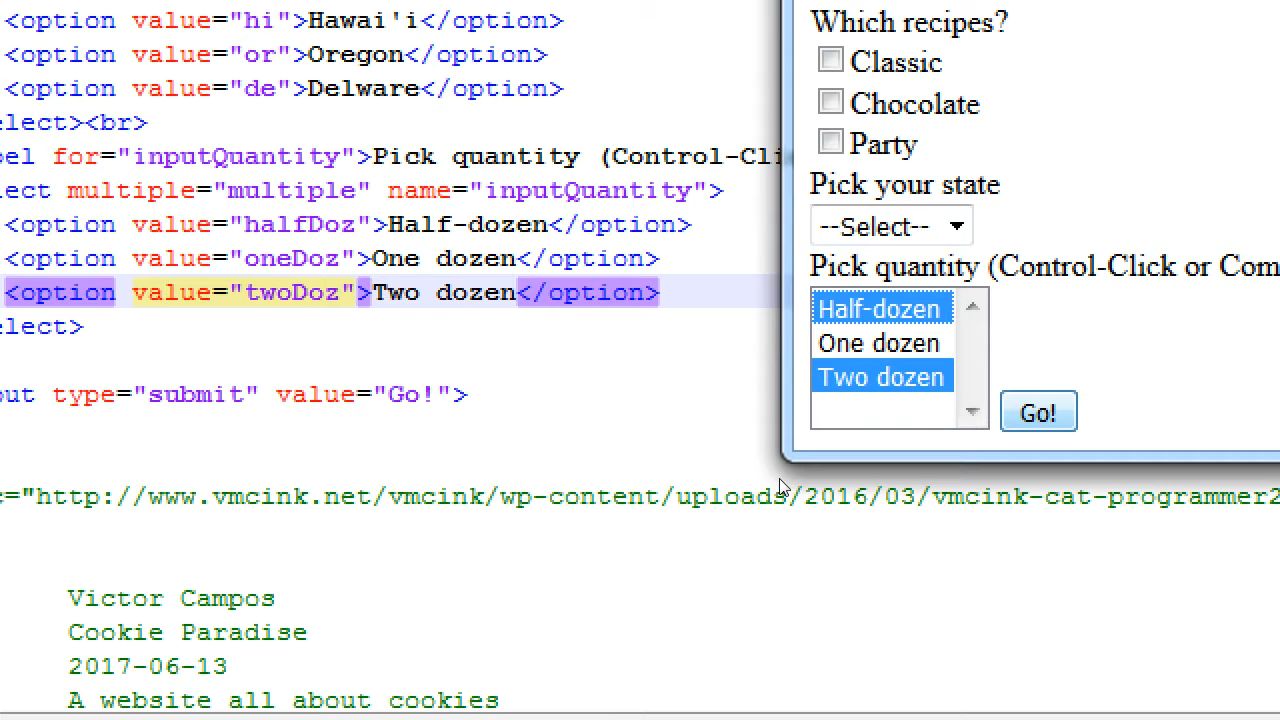 <option value="hi">Hawai'i</option>
<option value="or">Oregon</option>
<option value="de">Delware</option>
elect><br>
el for="inputQuantity">Pick quantity (Control-Cli
ect multiple="multiple" name="inputQuantity">
<option value="halfDoz">Half-dozen</option>
<option value="oneDoz">One dozen</option>
<option value="twoDoz">Two dozen</option>
elect>
ut type="submit" value="Go!">
="http://www.vmcink.net/vmcink/wp-content/uploads/2016/03/vmcink-cat-programmer2
Victor Campos
Cookie Paradise
2017-06-13
A website all about cookies
Which recipes?
Classic
Chocolate
Party
Pick your state
--Select--
Pick quantity (Control-Click or Com
Half-dozen
One dozen
Two dozen
Go!